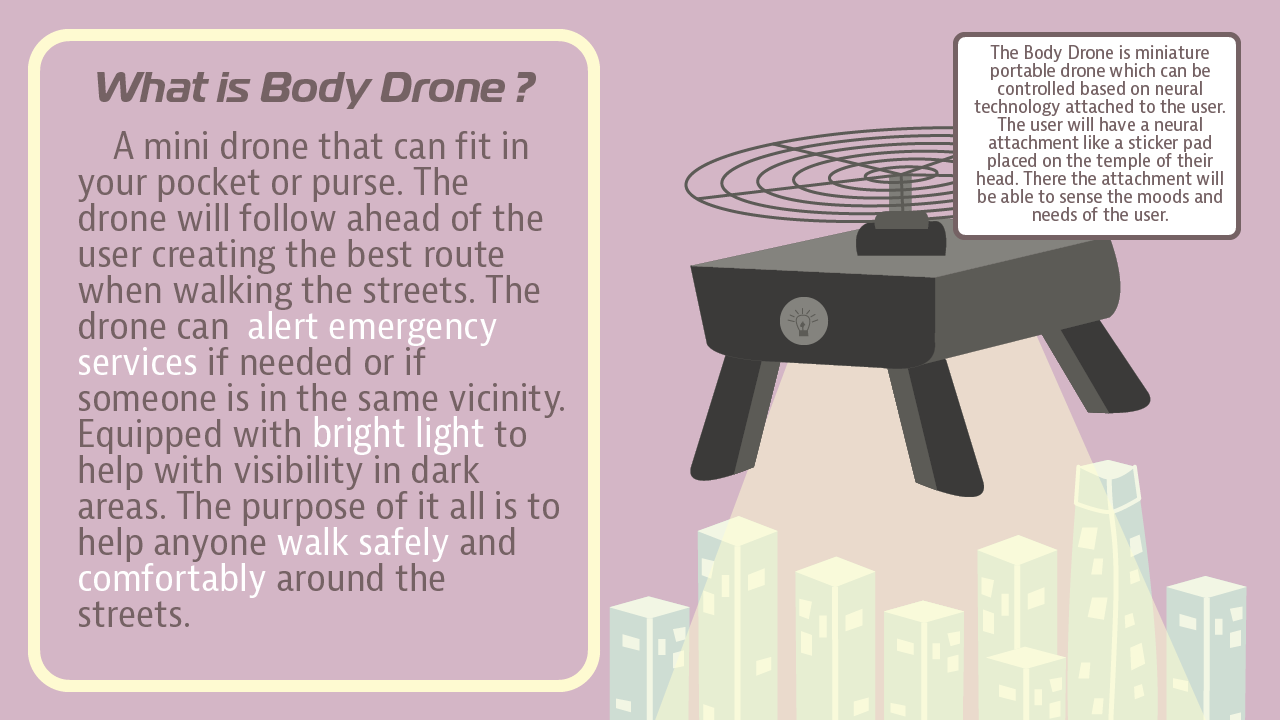 What is Body Drone ?
A mini drone that can fit in
your pocket or purse. The
drone will follow ahead of the
user creating the best route
when walking the streets. The
drone can  alert emergency
services if needed or if
someone is in the same vicinity.
Equipped with bright light to
help with visibility in dark
areas. The purpose of it all is to
help anyone walk safely and
comfortably around the
streets.
The Body Drone is miniature
portable drone which can be
controlled based on neural
technology attached to the user.
The user will have a neural
attachment like a sticker pad
placed on the temple of their
head. There the attachment will
be able to sense the moods and
needs of the user.